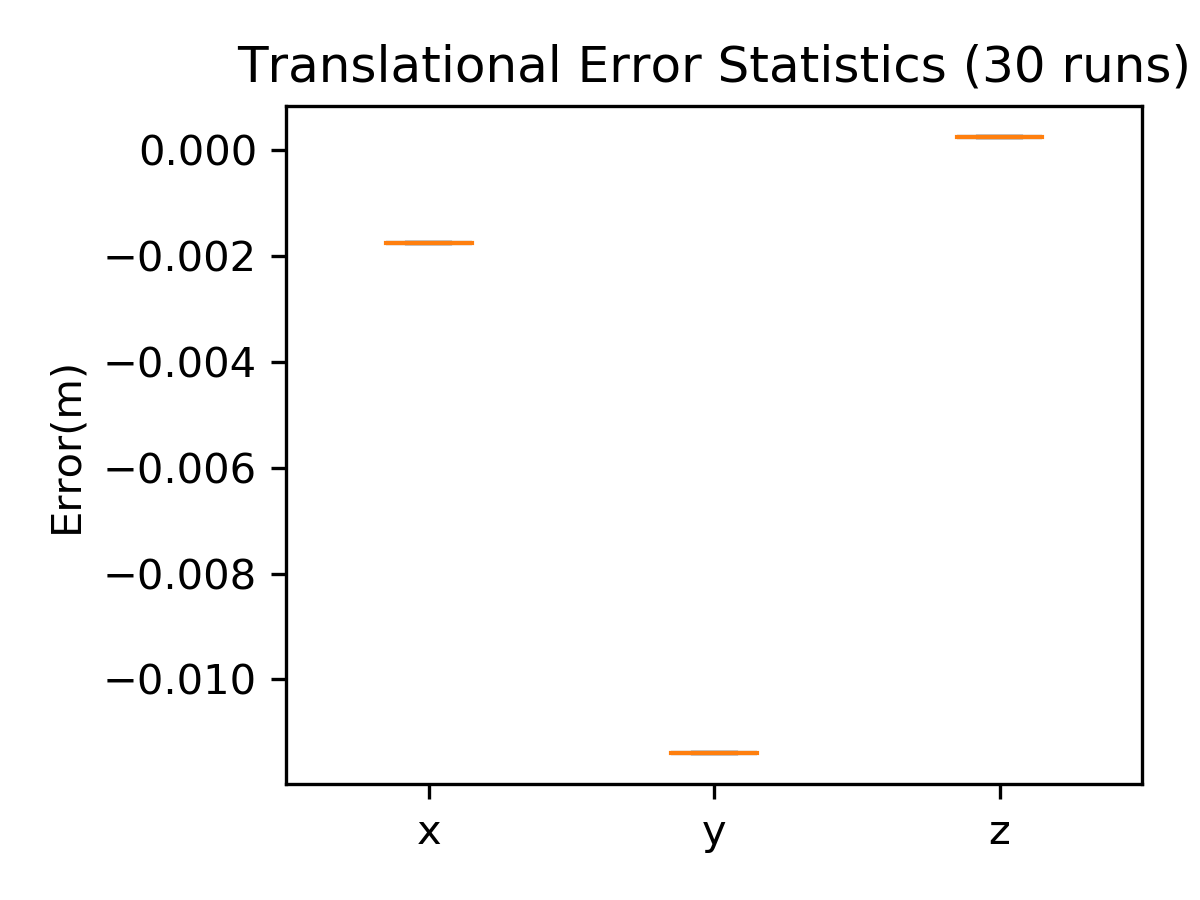 Translational Error Statistics (30 runs)
0.000
−0.002
−0.004
−0.006
−0.008
−0.010
Error(m)
x y z